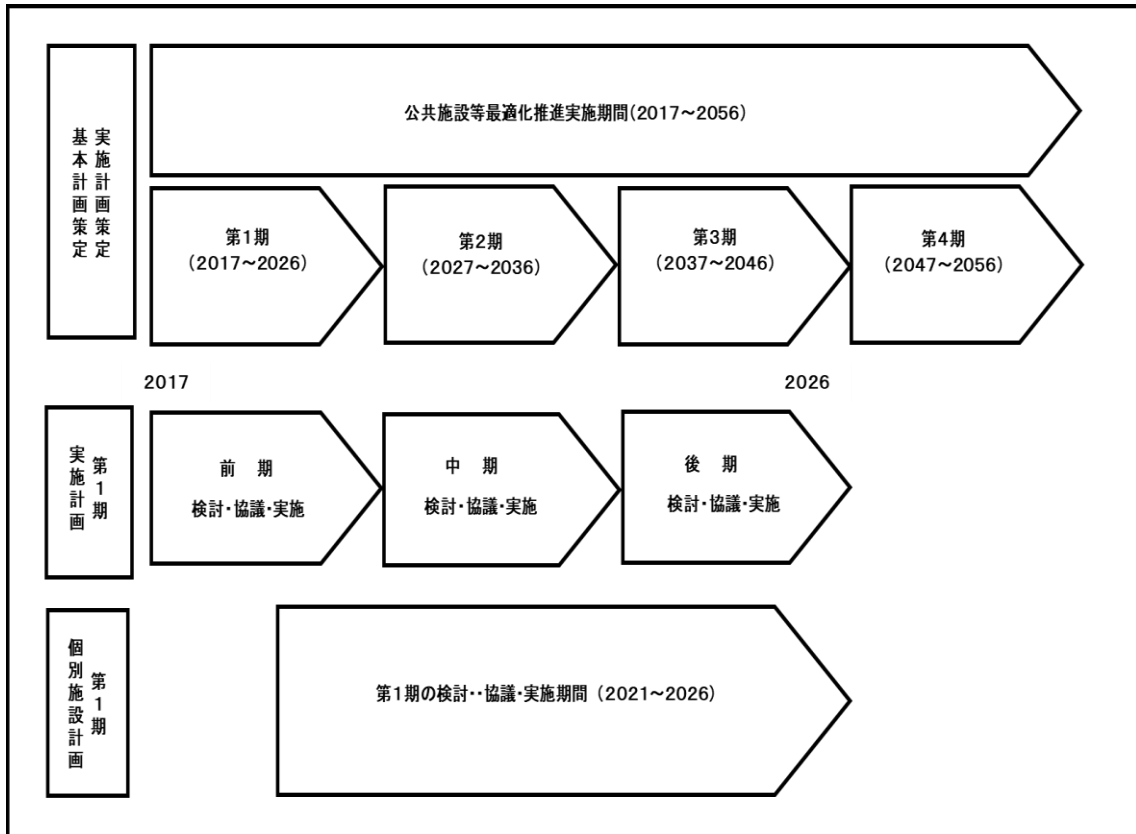 実施計画策定
基本計画策定
公共施設等最適化推進実施期間(2017～2056)
第1期
(2017～2026)
第2期
(2027～2036)
第3期
(2037～2046)
第4期
(2047～2056)
2017
2026
第1期
実施計画
前　期
検討・協議・実施
中　期
検討・協議・実施
後　期
検討・協議・実施
第1期
個別施設計画
第1期の検討・・協議・実施期間 (2021～2026)